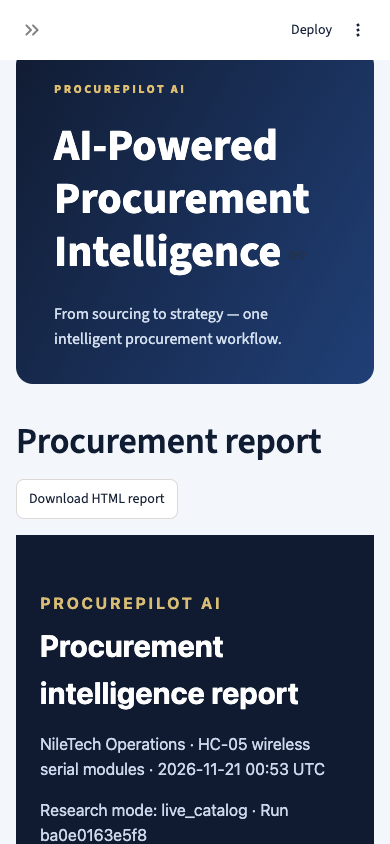 Deploy
PROCUREPILOT AI
AI-Powered
Procurement
Intelligence
From sourcing to strategy — one
intelligent procurement workflow.
Procurement report
Download HTML report
PROCUREPILOT AI
Procurement
intelligence report
NileTech Operations · HC-05 wireless
serial modules · 2026-11-21 00:53 UTC
Research mode: live_catalog · Run
ba0e0163e5f8